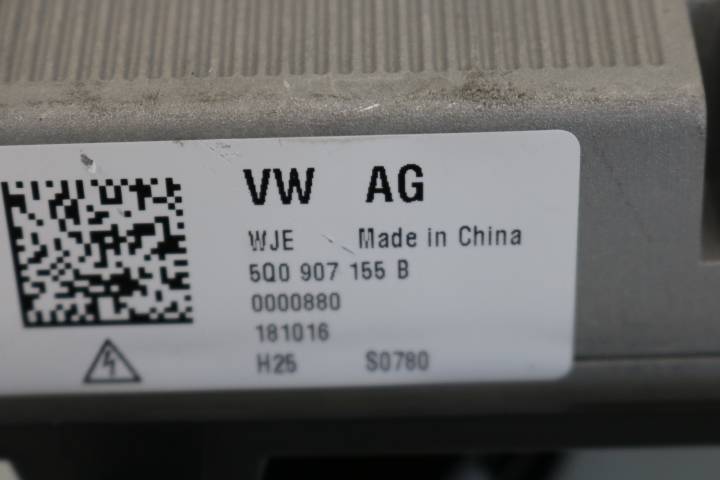 VW AG
WJE Made in China
5Q0 907 155 B
0000880
181016
H25 S0780